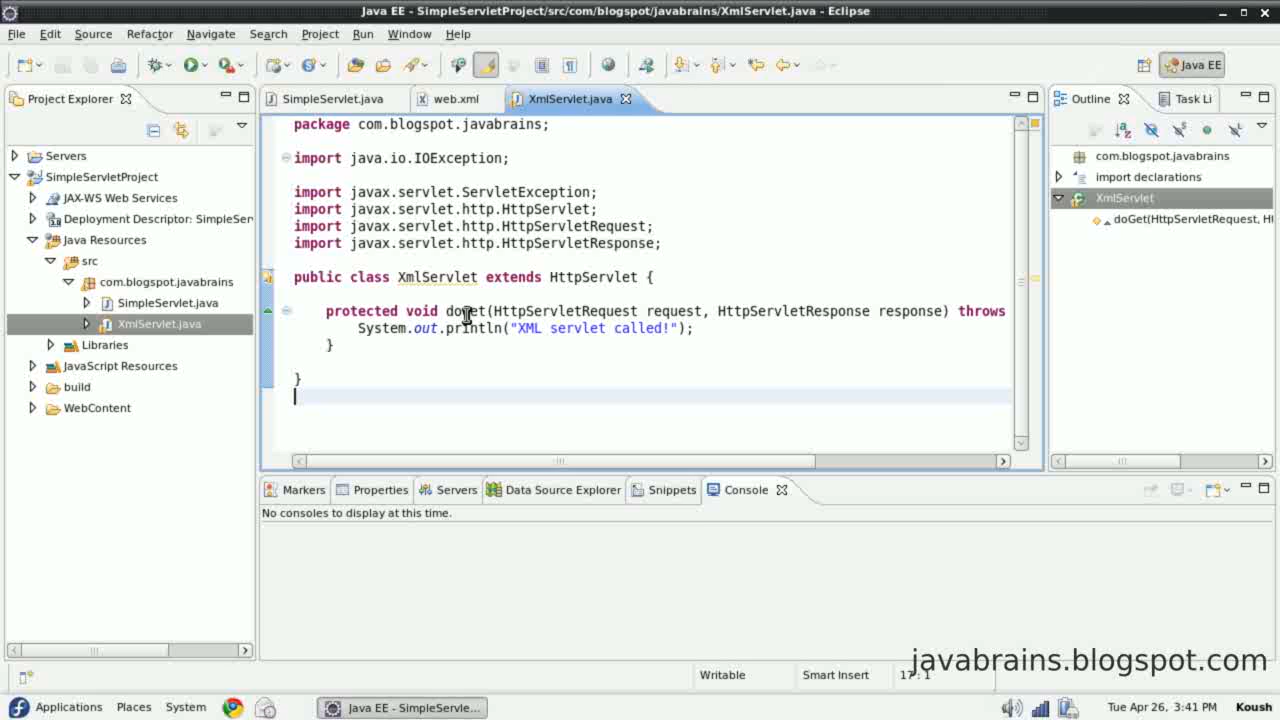 Java EE - SimpleServletProject/src/com/blogspot/javabrains/XmlServlet.java - Eclipse
File Edit Source Refactor Navigate Search Project Run Window Help
Java EE
Project Explorer
Servers
SimpleServletProject
JAX-WS Web Services
Deployment Descriptor: SimpleSer
Java Resources
src
com.blogspot.javabrains
SimpleServlet.java
XmlServlet.java
Libraries
JavaScript Resources
build
WebContent
SimpleServlet.java web.xml XmlServlet.java
package com.blogspot.javabrains;
import java.io.IOException;
import javax.servlet.ServletException;
import javax.servlet.http.HttpServlet;
import javax.servlet.http.HttpServletRequest;
import javax.servlet.http.HttpServletResponse;
public class XmlServlet extends HttpServlet {
protected void doGet(HttpServletRequest request, HttpServletResponse response) throws
System.out.println("XML servlet called!");
}
}
Outline Task Li
com.blogspot.javabrains
import declarations
XmlServlet
doGet(HttpServletRequest, H
Markers Properties Servers Data Source Explorer Snippets Console
No consoles to display at this time.
javabrains.blogspot.com
Writable Smart Insert 17 : 1
Applications Places System Java EE - SimpleServle... Tue Apr 26, 3:41 PM Koush